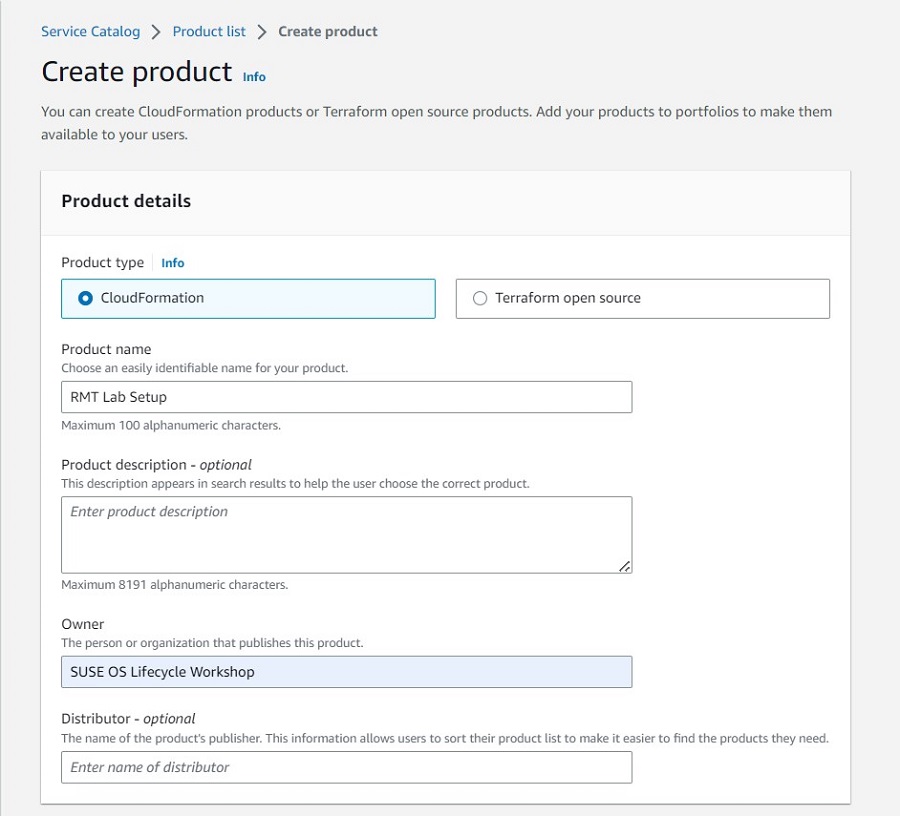 Service Catalog > Product list > Create product
Create product Info
You can create CloudFormation products or Terraform open source products. Add your products to portfolios to make them
available to your users.
Product details
Product type Info
CloudFormation Terraform open source
Product name
Choose an easily identifiable name for your product.
RMT Lab Setup
Maximum 100 alphanumeric characters.
Product description - optional
This description appears in search results to help the user choose the correct product.
Enter product description
Maximum 8191 alphanumeric characters.
Owner
The person or organization that publishes this product.
SUSE OS Lifecycle Workshop
Distributor - optional
The name of the product's publisher. This information allows users to sort their product list to make it easier to find the products they need.
Enter name of distributor